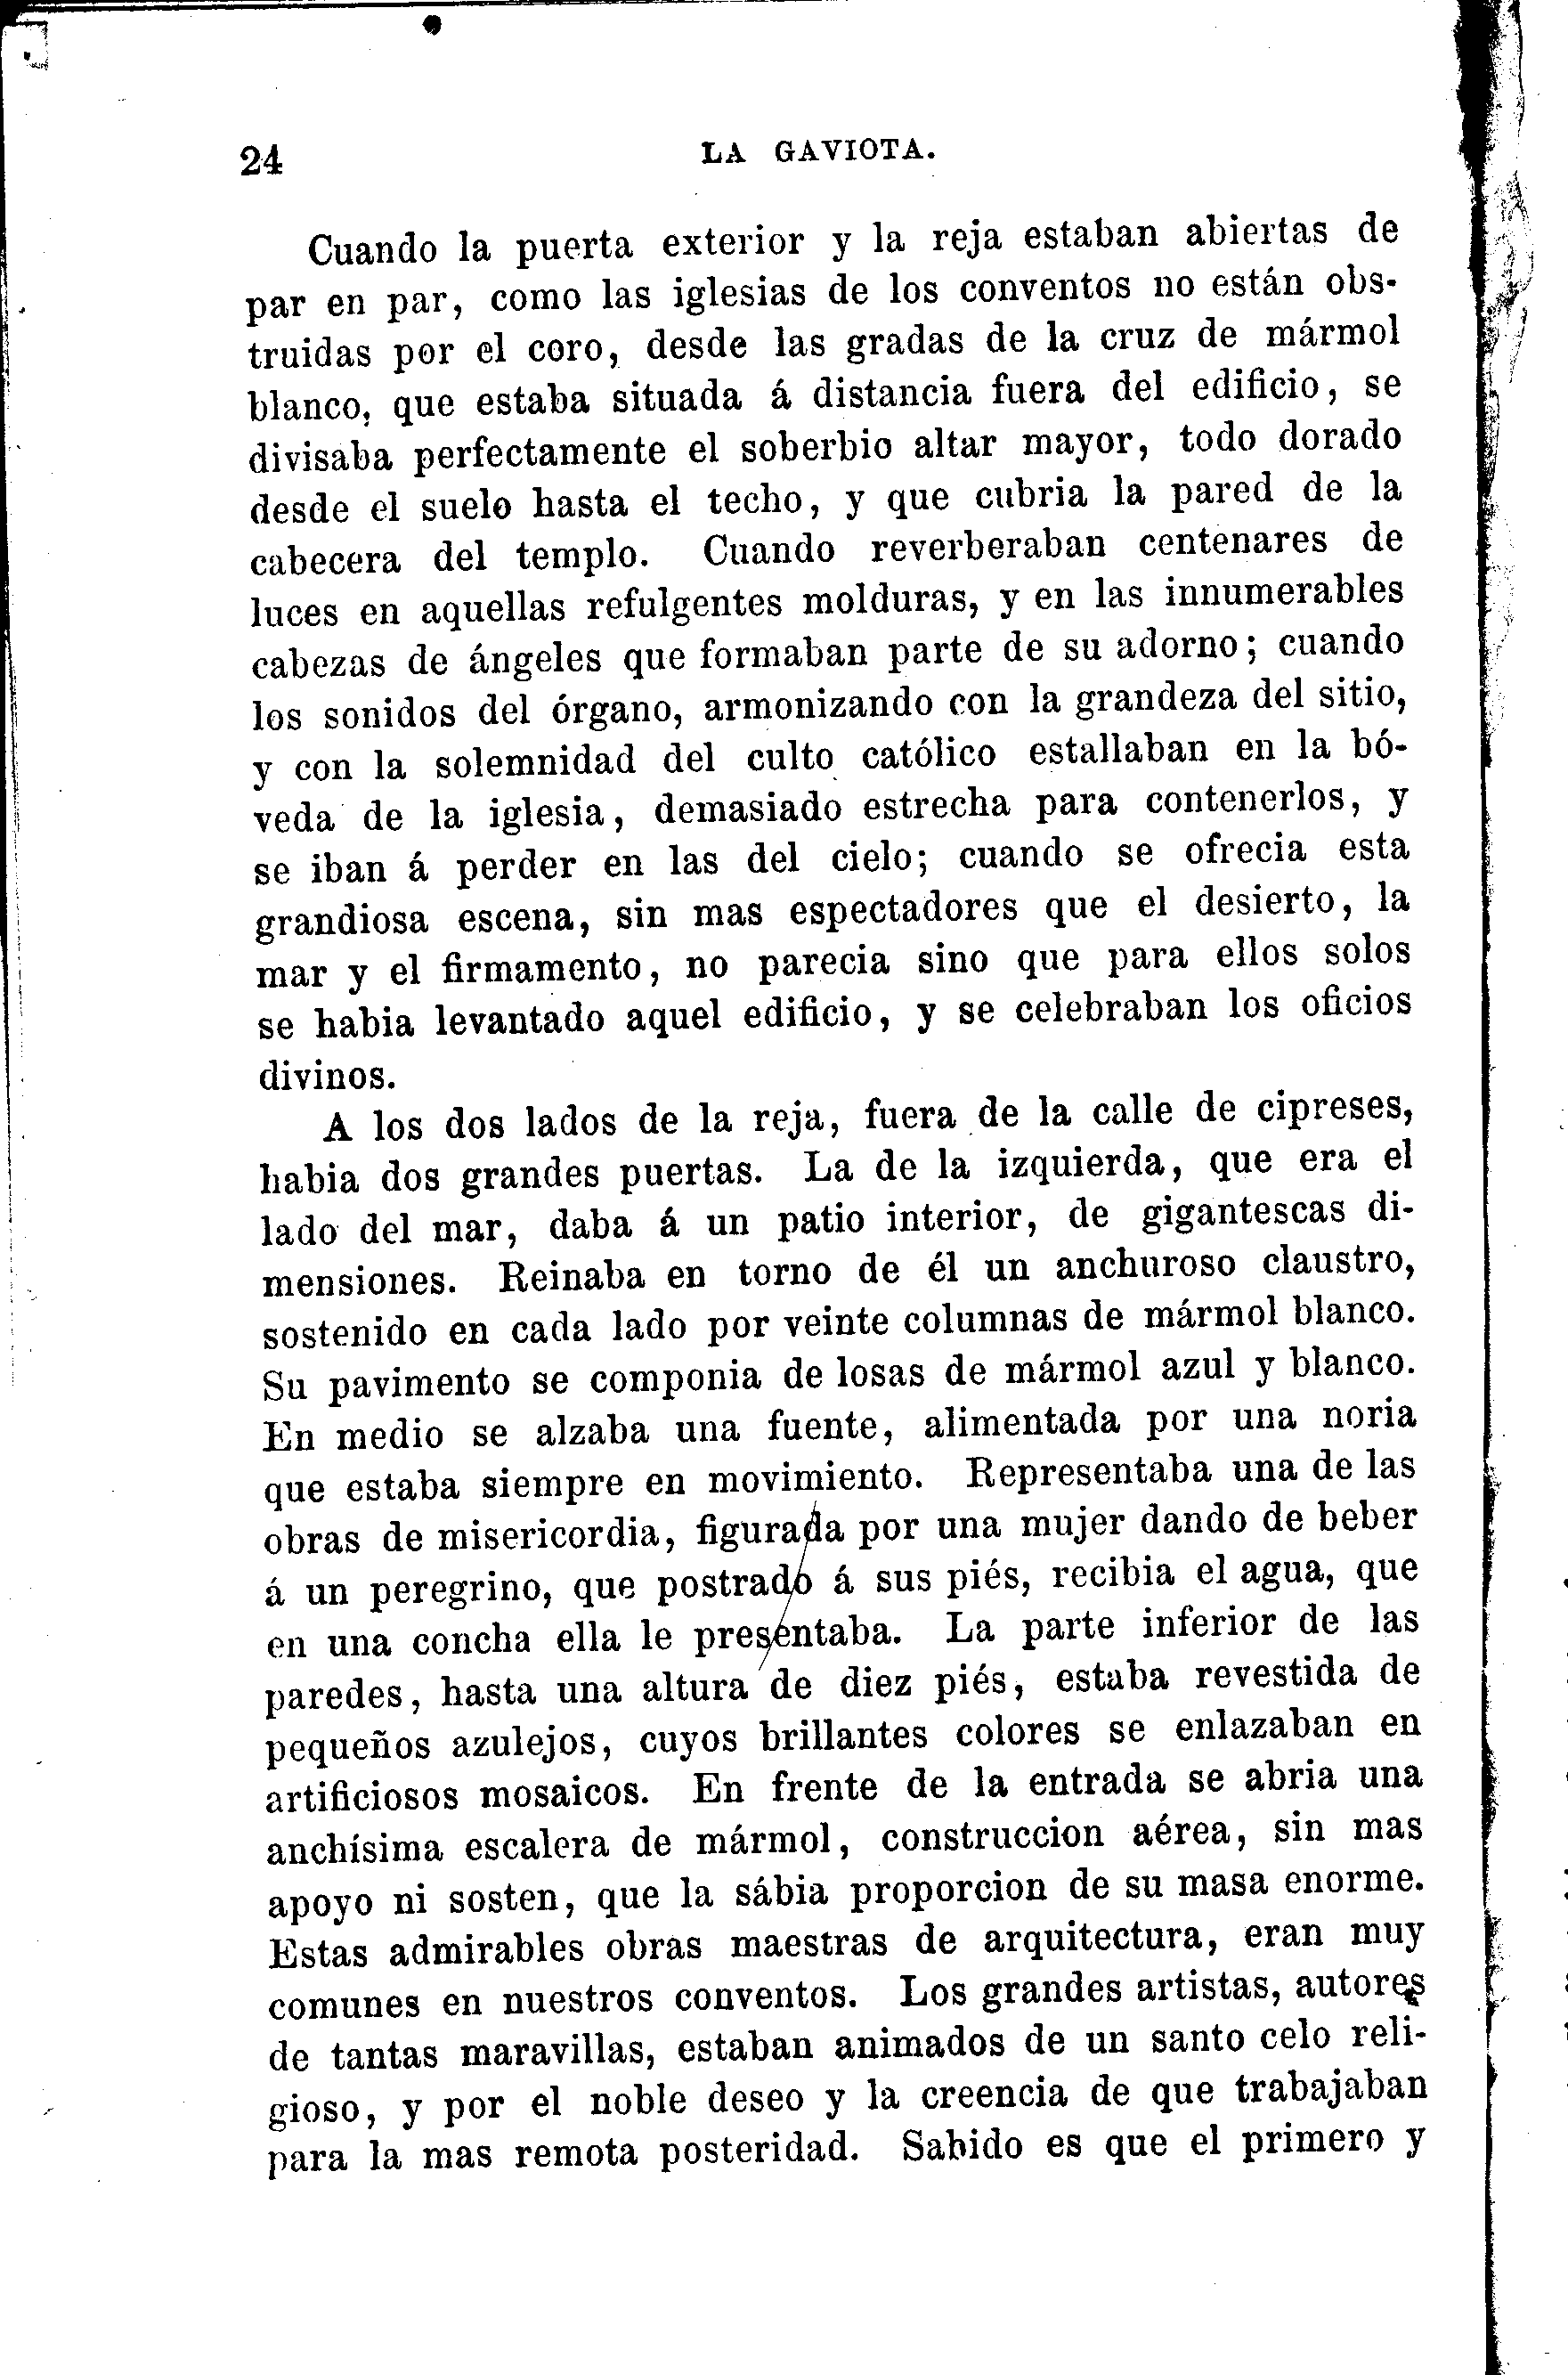 24
LA GAVIOTA.
Cuando la puerta exterior y la reja estaban abiertas de
par en par, como las iglesias de los conventos no están obs-
truidas por el coro, desde las gradas de la cruz de mármol
blanco, que estaba situada á distancia fuera del edificio, se
divisaba perfectamente el soberbio altar mayor, todo dorado
desde el suelo hasta el techo, y que cubria la pared de la
cabecera del templo. Cuando reverberaban centenares de
luces en aquellas refulgentes molduras, y en las innumerables
cabezas de ángeles que formaban parte de su adorno; cuando
los sonidos del órgano, armonizando con la grandeza del sitio,
y con la solemnidad del culto católico estallaban en la bó-
veda de la iglesia, demasiado estrecha para contenerlos, y
se iban á perder en las del cielo; cuando se ofrecia esta
grandiosa escena, sin mas espectadores que el desierto, la
mar y el firmamento, no parecia sino que para ellos solos
se habia levantado aquel edificio, y se celebraban los oficios
divinos.
A los dos lados de la reja, fuera de la calle de cipreses,
habia dos grandes puertas. La de la izquierda, que era el
lado del mar, daba á un patio interior, de gigantescas di-
mensiones. Reinaba en torno de él un anchuroso claustro,
sostenido en cada lado por veinte columnas de mármol blanco.
Su pavimento se componia de losas de mármol azul y blanco.
En medio se alzaba una fuente, alimentada por una noria
que estaba siempre en movimiento. Representaba una de las
obras de misericordia, figurada por una mujer dando de beber
á un peregrino, que postrado á sus piés, recibia el agua, que
en una concha ella le presentaba. La parte inferior de las
paredes, hasta una altura de diez piés, estaba revestida de
pequeños azulejos, cuyos brillantes colores se enlazaban en
artificiosos mosaicos. En frente de la entrada se abria una
anchísima escalera de mármol, construccion aérea, sin mas
apoyo ni sosten, que la sábia proporcion de su masa enorme.
Estas admirables obras maestras de arquitectura, eran muy
comunes en nuestros conventos. Los grandes artistas, autores
de tantas maravillas, estaban animados de un santo celo reli-
gioso, y por el noble deseo y la creencia de que trabajaban
para la mas remota posteridad. Sabido es que el primero y